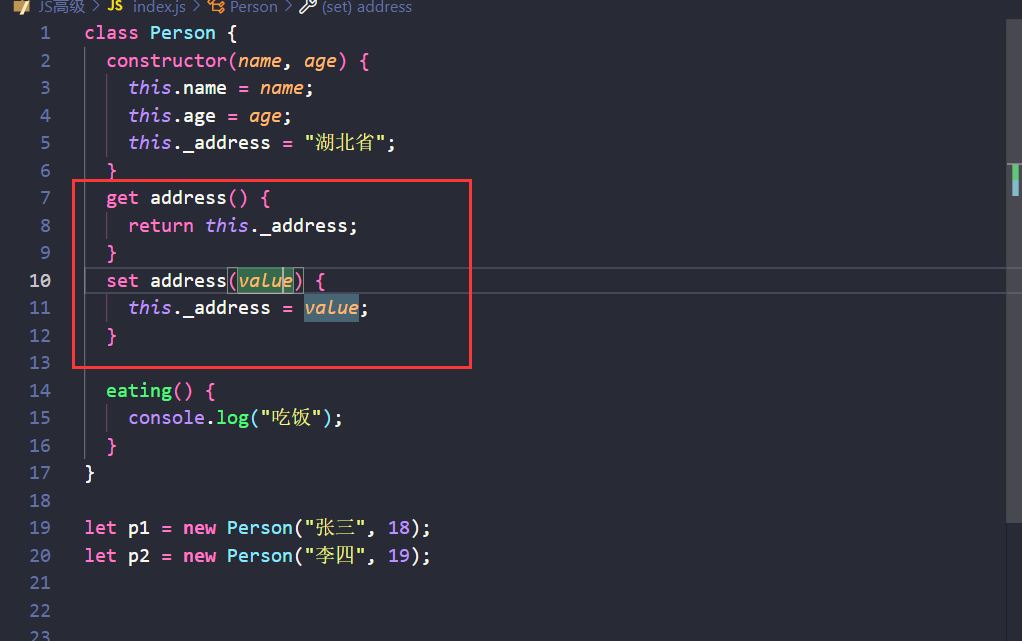 JS高级 > JS index.js > Person > (set) address
1 class Person {
2   constructor(name, age) {
3     this.name = name;
4     this.age = age;
5     this._address = "湖北省";
6   }
7   get address() {
8     return this._address;
9   }
10   set address(value) {
11     this._address = value;
12   }
13
14   eating() {
15     console.log("吃饭");
16   }
17 }
18
19 let p1 = new Person("张三", 18);
20 let p2 = new Person("李四", 19);
21
22
23